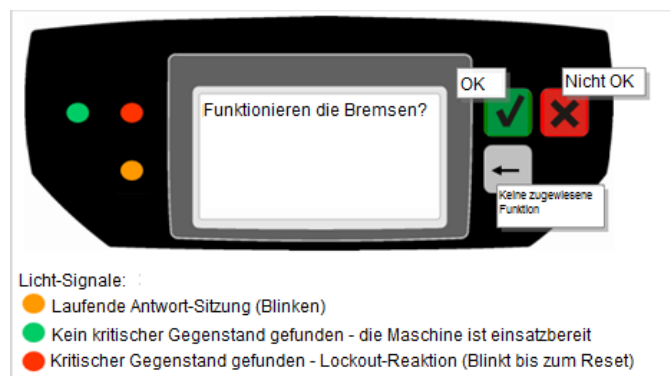 OK
Nicht OK
Funktionieren die Bremsen?
Keine zugewiesene
Funktion
Licht-Signale:
Laufende Antwort-Sitzung (Blinken)
Kein kritischer Gegenstand gefunden - die Maschine ist einsatzbereit
Kritischer Gegenstand gefunden - Lockout-Reaktion (Blinkt bis zum Reset)